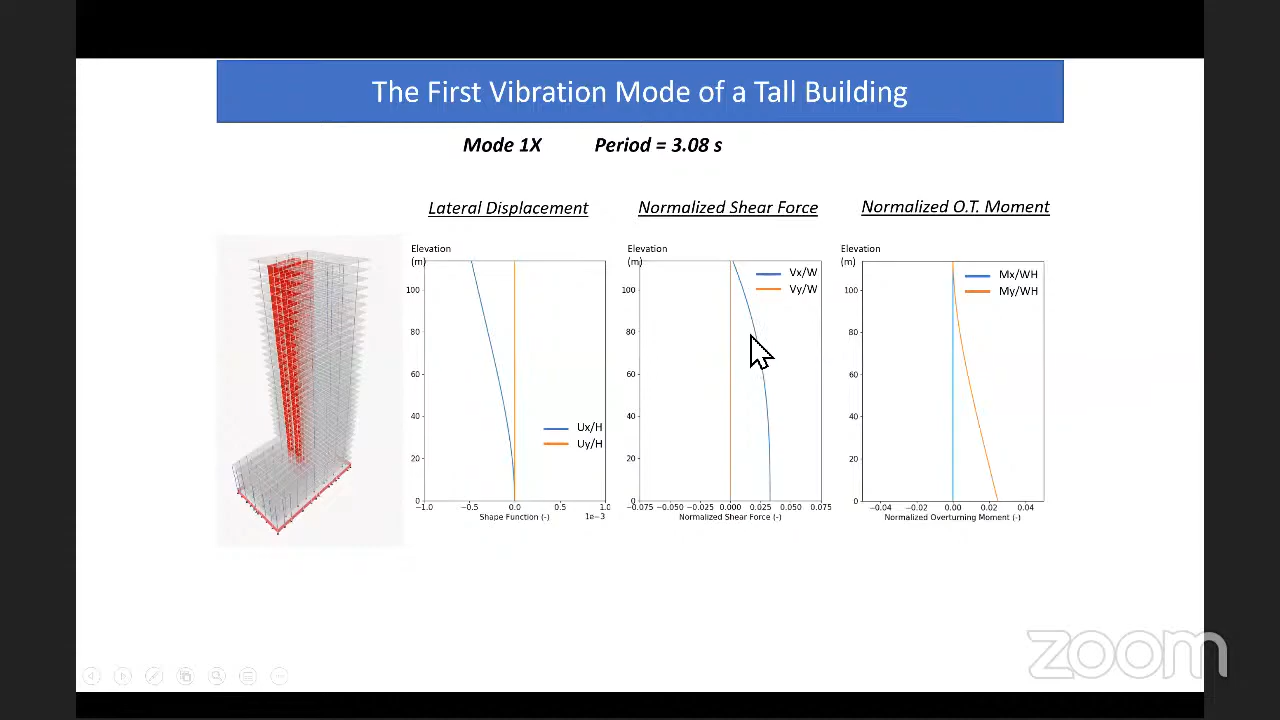 The First Vibration Mode of a Tall Building
Mode 1X Period = 3.08 s
Lateral Displacement
Elevation
(m)
100
80
60
40
20
0
Ux/H
Uy/H
−1.0 −0.5 0.0 0.5 1.0
Shape Function (-) 1e−3
Normalized Shear Force
Elevation
(m)
100
80
60
40
20
0
Vx/W
Vy/W
−0.075 −0.050 −0.025 0.000 0.025 0.050 0.075
Normalized Shear Force (-)
Normalized O.T. Moment
Elevation
(m)
100
80
60
40
20
0
Mx/WH
My/WH
−0.04 −0.02 0.00 0.02 0.04
Normalized Overturning Moment (-)
zoom